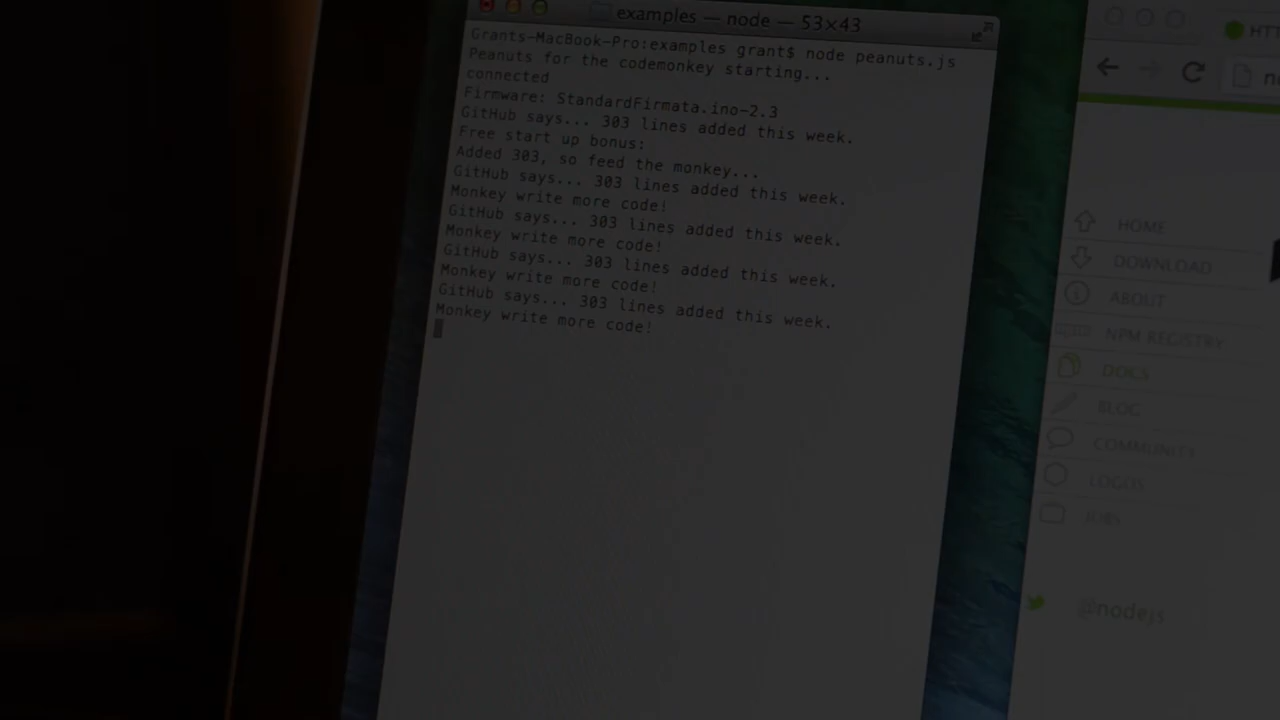 examples — node — 53×43
Grants-MacBook-Pro:examples grant$ node peanuts.js
Peanuts for the codemonkey starting...
connected
Firmware: StandardFirmata.ino-2.3
GitHub says... 303 lines added this week.
Free start up bonus:
Added 303, so feed the monkey...
GitHub says... 303 lines added this week.
Monkey write more code!
GitHub says... 303 lines added this week.
Monkey write more code!
GitHub says... 303 lines added this week.
Monkey write more code!
GitHub says... 303 lines added this week.
Monkey write more code!
HOME
DOWNLOAD
ABOUT
NPM REGISTRY
DOCS
BLOG
COMMUNITY
LOGOS
JOBS
@nodejs